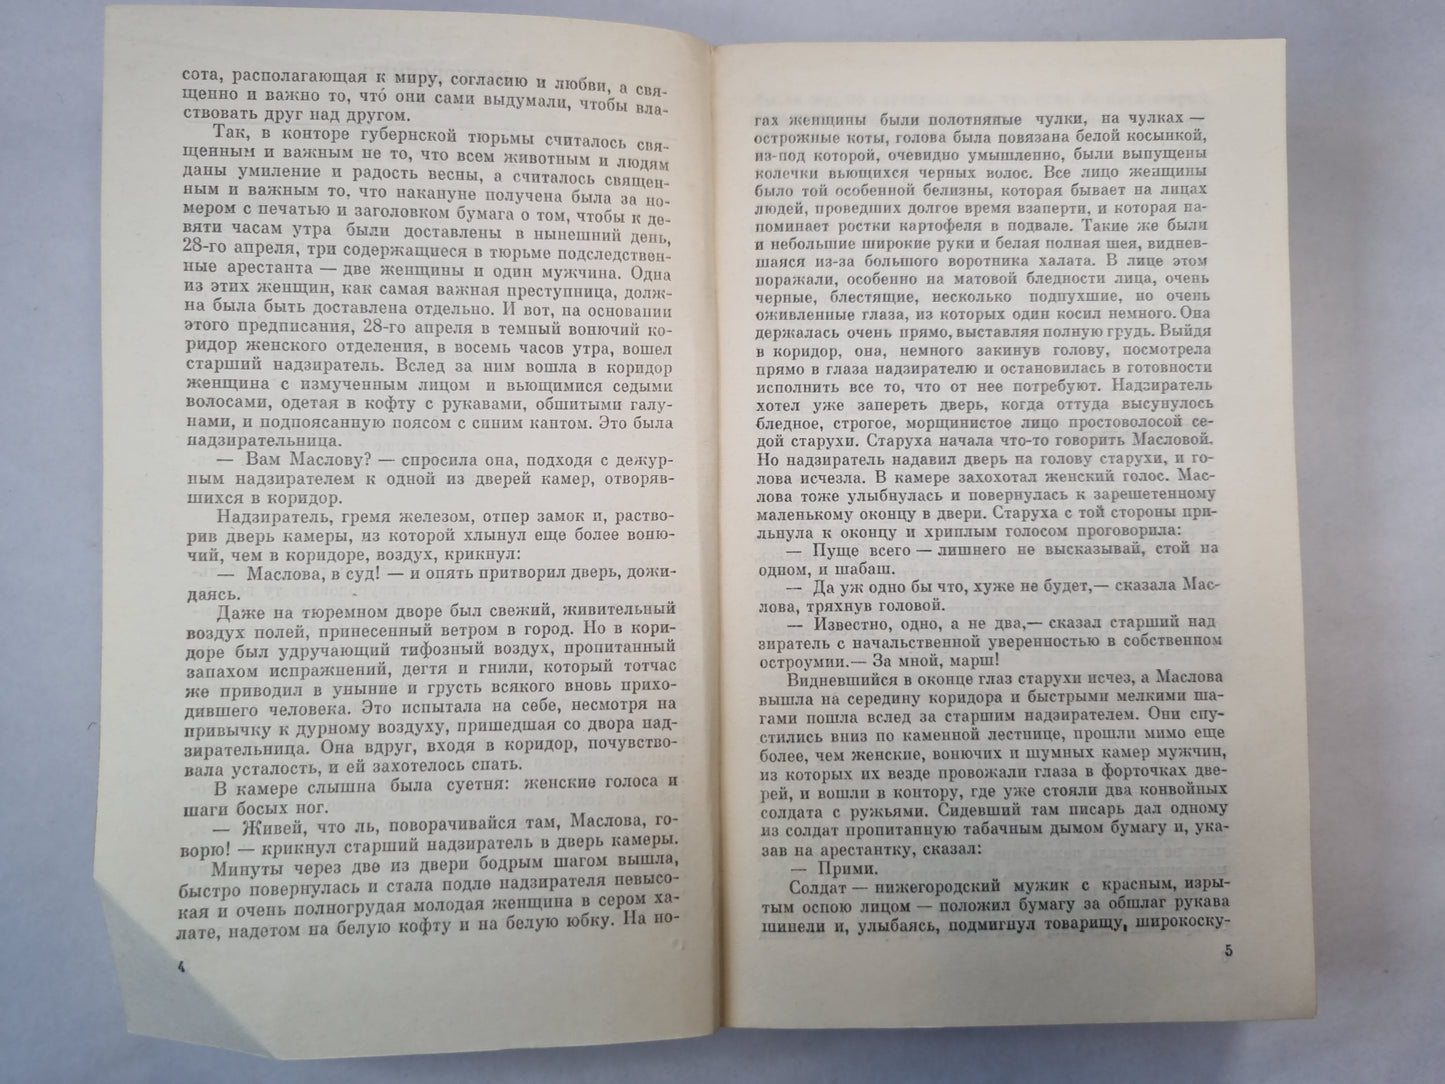 сота, располагающая к миру, согласию и любви, а свя-
щенно и важно то, что́ они сами выдумали, чтобы вла-
ствовать друг над другом.
Так, в конторе губернской тюрьмы считалось свя-
щенным и важным не то, что всем животным и людям
даны умиление и радость весны, а считалось священ-
ным и важным то, что накануне получена была за но-
мером с печатью и заголовком бумага о том, чтобы к де-
вяти часам утра были доставлены в нынешний день,
28-го апреля, три содержащиеся в тюрьме подследствен-
ные арестанта — две женщины и один мужчина. Одна
из этих женщин, как самая важная преступница, долж-
на была быть доставлена отдельно. И вот, на основании
этого предписания, 28-го апреля в темный вонючий ко-
ридор женского отделения, в восемь часов утра, вошел
старший надзиратель. Вслед за ним вошла в коридор
женщина с измученным лицом и вьющимися седыми
волосами, одетая в кофту с рукавами, обшитыми галу-
нами, и подпоясанную поясом с синим кантом. Это была
надзирательница.
— Вам Маслову? — спросила она, подходя с дежур-
ным надзирателем к одной из дверей камер, отворяв-
шихся в коридор.
Надзиратель, гремя железом, отпер замок и, раство-
рив дверь камеры, из которой хлынул еще более воню-
чий, чем в коридоре, воздух, крикнул:
— Маслова, в суд! — и опять притворил дверь, дожи-
даясь.
Даже на тюремном дворе был свежий, живительный
воздух полей, принесенный ветром в город. Но в кори-
доре был удручающий тифозный воздух, пропитанный
запахом испражнений, дегтя и гнили, который тотчас
же приводил в уныние и грусть всякого вновь прихо-
дившего человека. Это испытала на себе, несмотря на
привычку к дурному воздуху, пришедшая со двора над-
зирательница. Она вдруг, входя в коридор, почувство-
вала усталость, и ей захотелось спать.
В камере слышна была суетня: женские голоса и
шаги босых ног.
— Живей, что ль, поворачивайся там, Маслова, го-
ворю! — крикнул старший надзиратель в дверь камеры.
Минуты через две из двери бодрым шагом вышла,
быстро повернулась и стала подле надзирателя невысо-
кая и очень полногрудая молодая женщина в сером ха-
лате, надетом на белую кофту и на белую юбку. На но-
4
гах женщины были полотняные чулки, на чулках —
острожные коты, голова была повязана белой косынкой,
из-под которой, очевидно умышленно, были выпущены
колечки вьющихся черных волос. Все лицо женщины
было той особенной белизны, которая бывает на лицах
людей, проведших долгое время взаперти, и которая на-
поминает ростки картофеля в подвале. Такие же были
и небольшие широкие руки и белая полная шея, виднев-
шаяся из-за большого воротника халата. В лице этом
поражали, особенно на матовой бледности лица, очень
черные, блестящие, несколько подпухшие, но очень
оживленные глаза, из которых один косил немного. Она
держалась очень прямо, выставляя полную грудь. Выйдя
в коридор, она, немного закинув голову, посмотрела
прямо в глаза надзирателю и остановилась в готовности
исполнить все то, что от нее потребуют. Надзиратель
хотел уже запереть дверь, когда оттуда высунулось
бледное, строгое, морщинистое лицо простоволосой се-
дой старухи. Старуха начала что-то говорить Масловой.
Но надзиратель надавил дверь на голову старухи, и го-
лова исчезла. В камере захохотал женский голос. Мас-
лова тоже улыбнулась и повернулась к зарешетенному
маленькому оконцу в двери. Старуха с той стороны при-
льнула к оконцу и хриплым голосом проговорила:
— Пуще всего — лишнего не высказывай, стой на
одном, и шабаш.
— Да уж одно бы что, хуже не будет,— сказала Мас-
лова, тряхнув головой.
— Известно, одно, а не два,— сказал старший над
зиратель с начальственной уверенностью в собственном
остроумии.— За мной, марш!
Видневшийся в оконце глаз старухи исчез, а Маслова
вышла на середину коридора и быстрыми мелкими ша-
гами пошла вслед за старшим надзирателем. Они спу-
стились вниз по каменной лестнице, прошли мимо еще
более, чем женские, вонючих и шумных камер мужчин,
из которых их везде провожали глаза в форточках две-
рей, и вошли в контору, где уже стояли два конвойных
солдата с ружьями. Сидевший там писарь дал одному
из солдат пропитанную табачным дымом бумагу и, ука-
зав на арестантку, сказал:
— Прими.
Солдат — нижегородский мужик с красным, изры-
тым оспою лицом — положил бумагу за обшлаг рукава
шинели и, улыбаясь, подмигнул товарищу, широкоску-
5